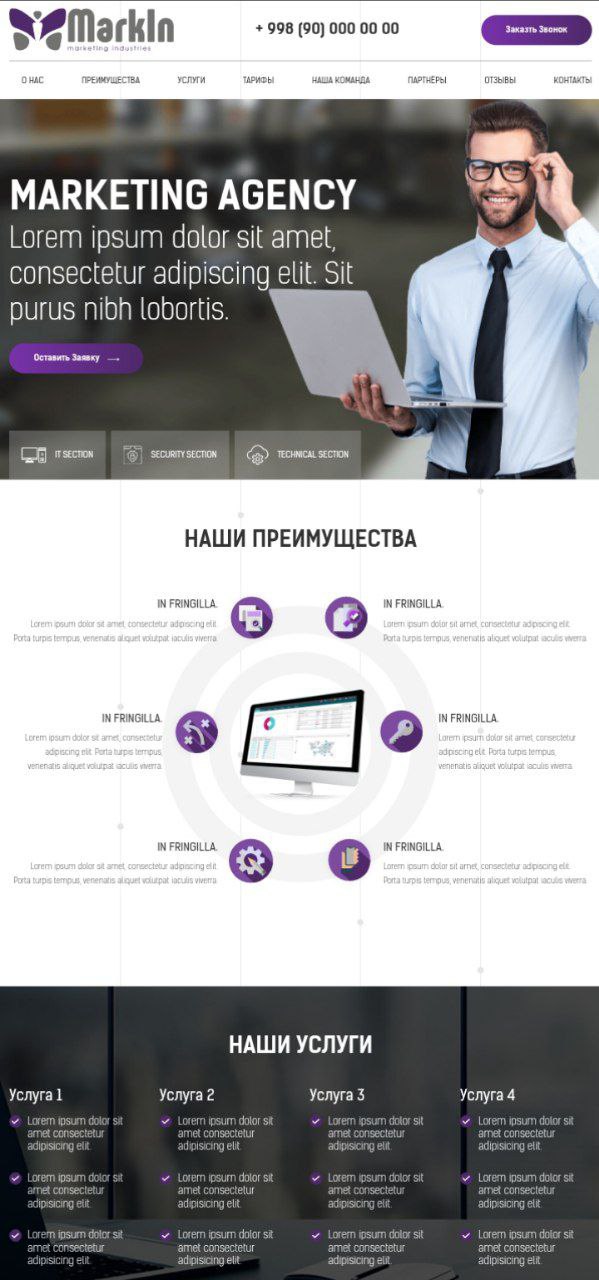 MarkIn
marketing industries
+ 998 (90) 000 00 00
Заказть Звонок
О НАС ПРЕИМУЩЕСТВА УСЛУГИ ТАРИФЫ НАША КОМАНДА ПАРТНЁРЫ ОТЗЫВЫ КОНТАКТЫ
MARKETING AGENCY
Lorem ipsum dolor sit amet,
consectetur adipiscing elit. Sit
purus nibh lobortis.
Оставить Заявку →
IT SECTION SECURITY SECTION TECHNICAL SECTION
НАШИ ПРЕИМУЩЕСТВА
IN FRINGILLA.
Lorem ipsum dolor sit amet, consectetur adipiscing elit.
Porta turpis tempus, venenatis aliquet volutpat iaculis viverra.
IN FRINGILLA.
Lorem ipsum dolor sit amet, consectetur adipiscing elit.
Porta turpis tempus, venenatis aliquet volutpat iaculis viverra.
IN FRINGILLA.
Lorem ipsum dolor sit amet, consectetur
adipiscing elit. Porta turpis tempus,
venenatis aliquet volutpat iaculis viverra.
IN FRINGILLA.
Lorem ipsum dolor sit amet, consectetur
adipiscing elit. Porta turpis tempus,
venenatis aliquet volutpat iaculis viverra.
IN FRINGILLA.
Lorem ipsum dolor sit amet, consectetur adipiscing elit.
Porta turpis tempus, venenatis aliquet volutpat iaculis viverra.
IN FRINGILLA.
Lorem ipsum dolor sit amet, consectetur adipiscing elit.
Porta turpis tempus, venenatis aliquet volutpat iaculis viverra.
НАШИ УСЛУГИ
Услуга 1
Lorem ipsum dolor sit
amet consectetur
adipiscing elit.
Lorem ipsum dolor sit
amet consectetur
adipiscing elit.
Lorem ipsum dolor sit
amet consectetur
adipiscing elit.
Услуга 2
Lorem ipsum dolor sit
amet consectetur
adipiscing elit.
Lorem ipsum dolor sit
amet consectetur
adipiscing elit.
Lorem ipsum dolor sit
amet consectetur
adipiscing elit.
Услуга 3
Lorem ipsum dolor sit
amet consectetur
adipiscing elit.
Lorem ipsum dolor sit
amet consectetur
adipiscing elit.
Lorem ipsum dolor sit
amet consectetur
adipiscing elit.
Услуга 4
Lorem ipsum dolor sit
amet consectetur
adipiscing elit.
Lorem ipsum dolor sit
amet consectetur
adipiscing elit.
Lorem ipsum dolor sit
amet consectetur
adipiscing elit.